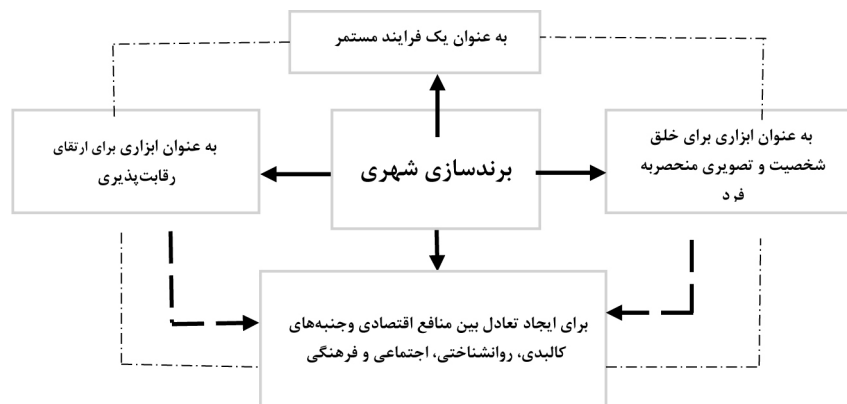 به عنوان یک فرایند مستمر
به عنوان ابزاری برای خلق
شخصیت و تصویری منحصربه
فرد
برندسازی شهری
به عنوان ابزاری برای ارتقای
رقابت‌پذیری
برای ایجاد تعادل بین منافع اقتصادی وجنبه‌های
کالبدی، روانشناختی، اجتماعی و فرهنگی